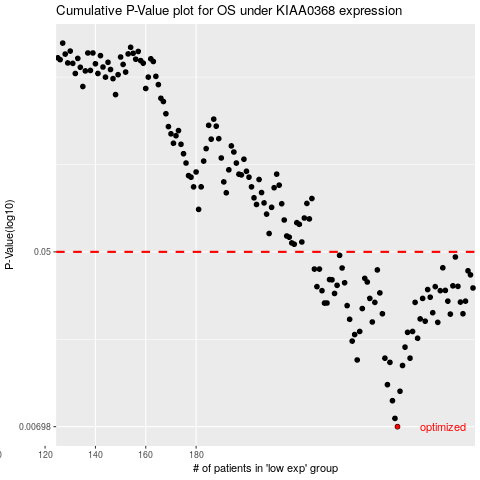 Cumulative P-Value plot for OS under KIAA0368 expression
P-Value(log10)
0.05
0.00698
optimized
0
120
140
160
180
# of patients in 'low exp' group